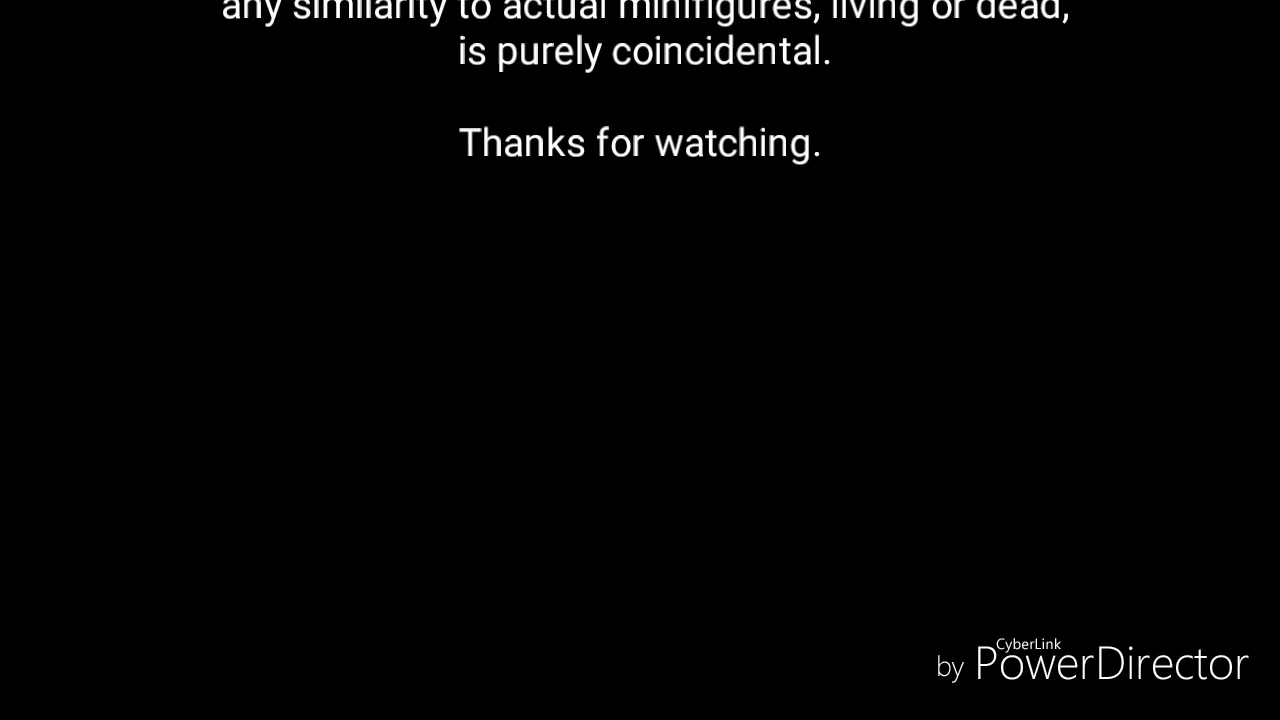 any similarity to actual minifigures, living or dead,
is purely coincidental.
Thanks for watching.
CyberLink
by PowerDirector